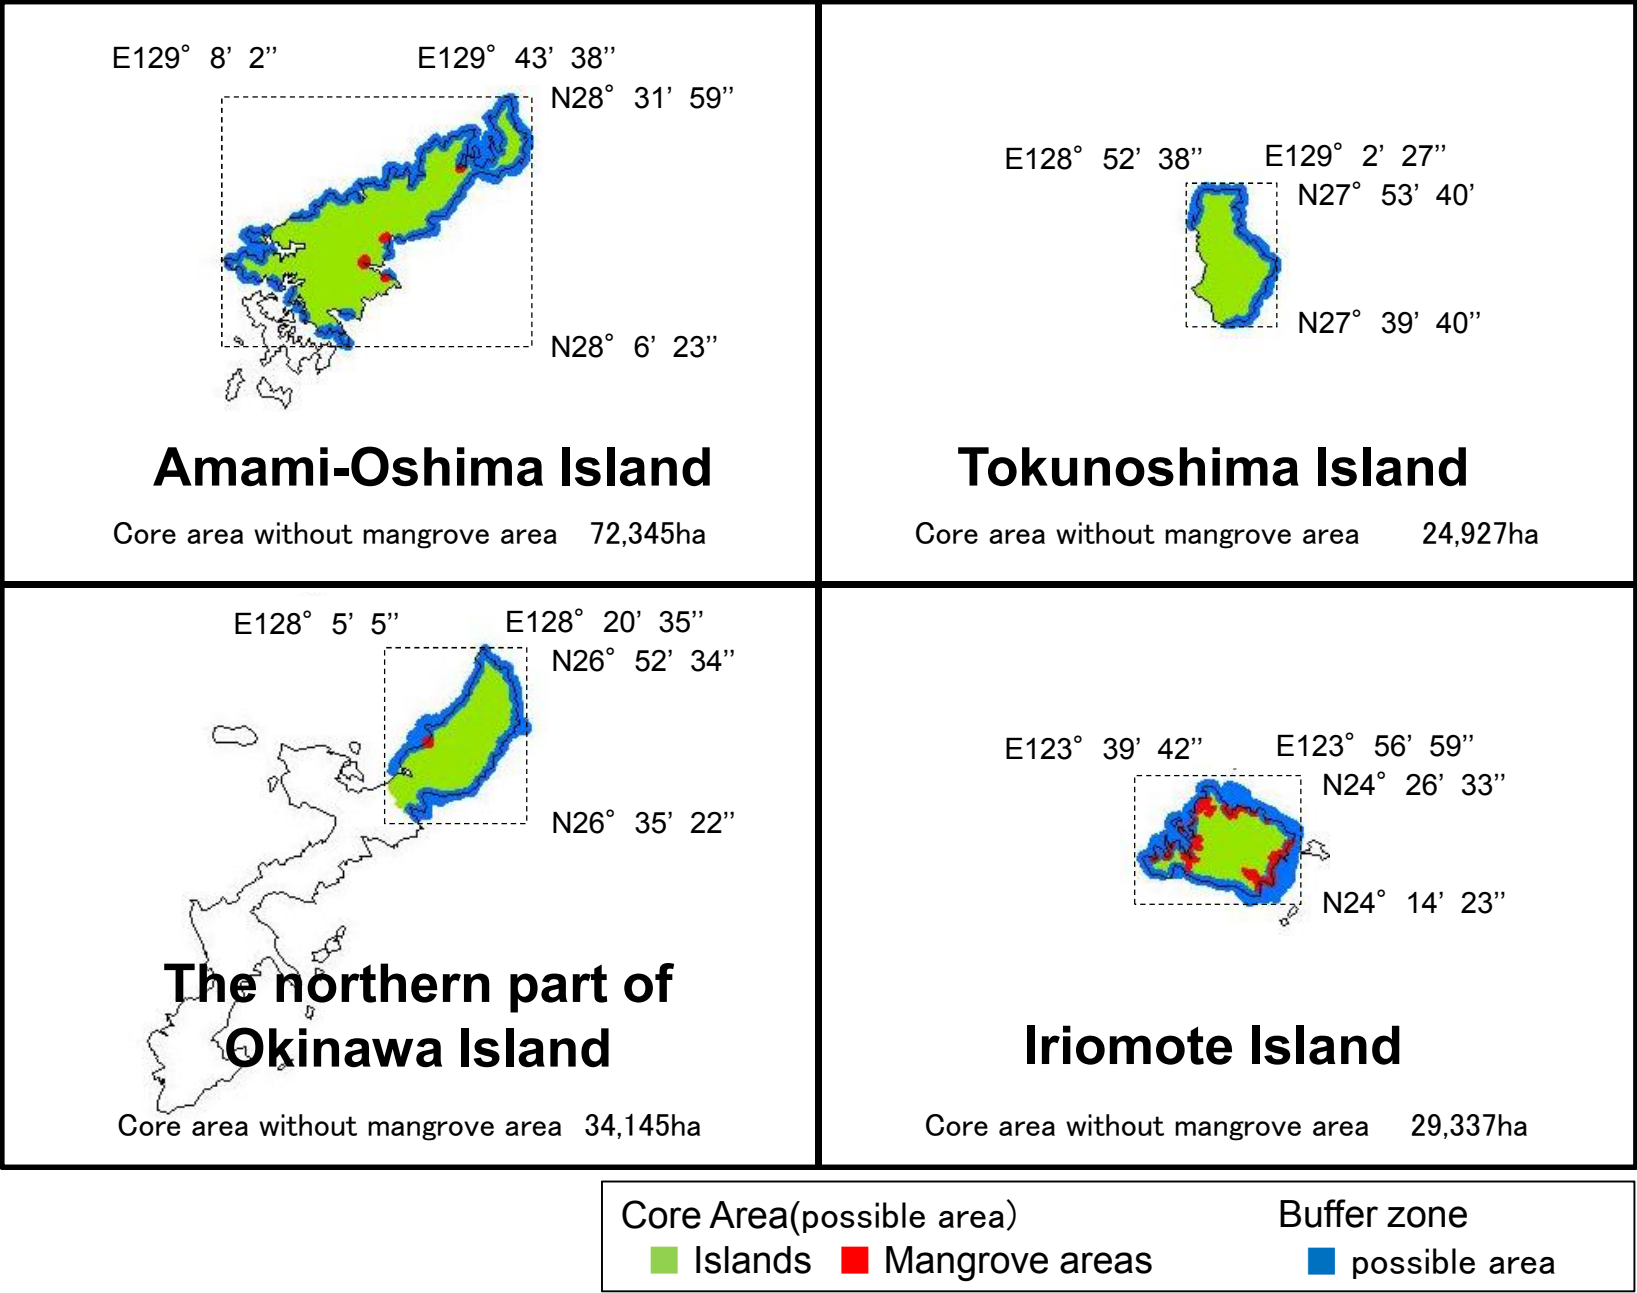 E129° 8’ 2’’ E129° 43’ 38’’
N28° 31’ 59’’
N28° 6’ 23’’
Amami-Oshima Island
Core area without mangrove area 72,345ha
E128° 52’ 38’’ E129° 2’ 27’’
N27° 53’ 40’
N27° 39’ 40’’
Tokunoshima Island
Core area without mangrove area 24,927ha
E128° 5’ 5’’ E128° 20’ 35’’
N26° 52’ 34’’
N26° 35’ 22’’
The northern part of
Okinawa Island
Core area without mangrove area 34,145ha
E123° 39’ 42’’ E123° 56’ 59’’
N24° 26’ 33’’
N24° 14’ 23’’
Iriomote Island
Core area without mangrove area 29,337ha
Core Area(possible area) Buffer zone
Islands Mangrove areas possible area